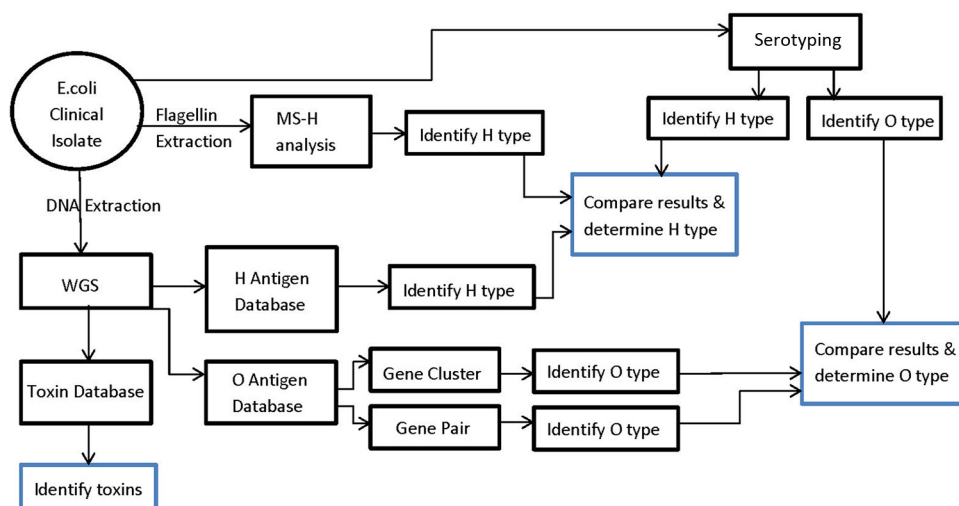 Serotyping
E.coli
Clinical
Isolate
Flagellin
Extraction
MS-H
analysis
Identify H type
Identify H type
Identify O type
Compare results &
determine H type
DNA Extraction
WGS
H Antigen
Database
Identify H type
Toxin Database
O Antigen
Database
Gene Cluster
Identify O type
Gene Pair
Identify O type
Compare results &
determine O type
Identify toxins